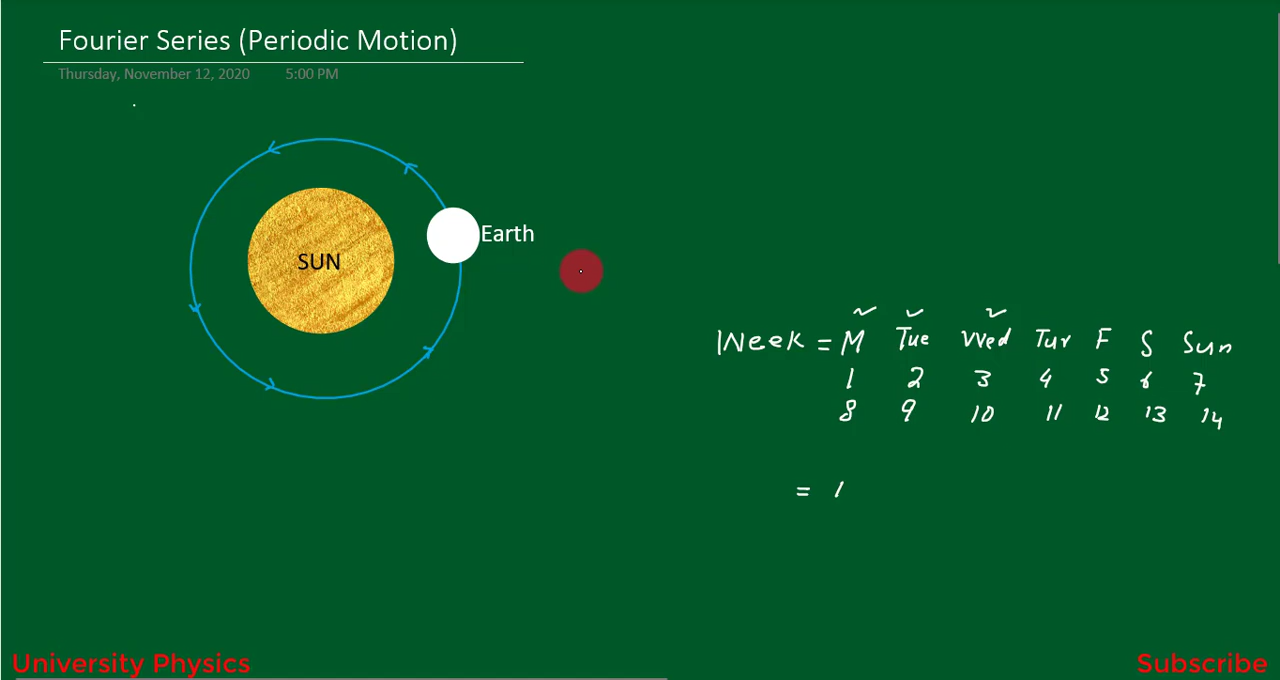 Fourier Series (Periodic Motion)
Thursday, November 12, 2020 5:00 PM
SUN
Earth
Week = M Tue Wed Tur F S Sun
1 2 3 4 5 6 7
8 9 10 11 12 13 14
= 1
University Physics
Subscribe